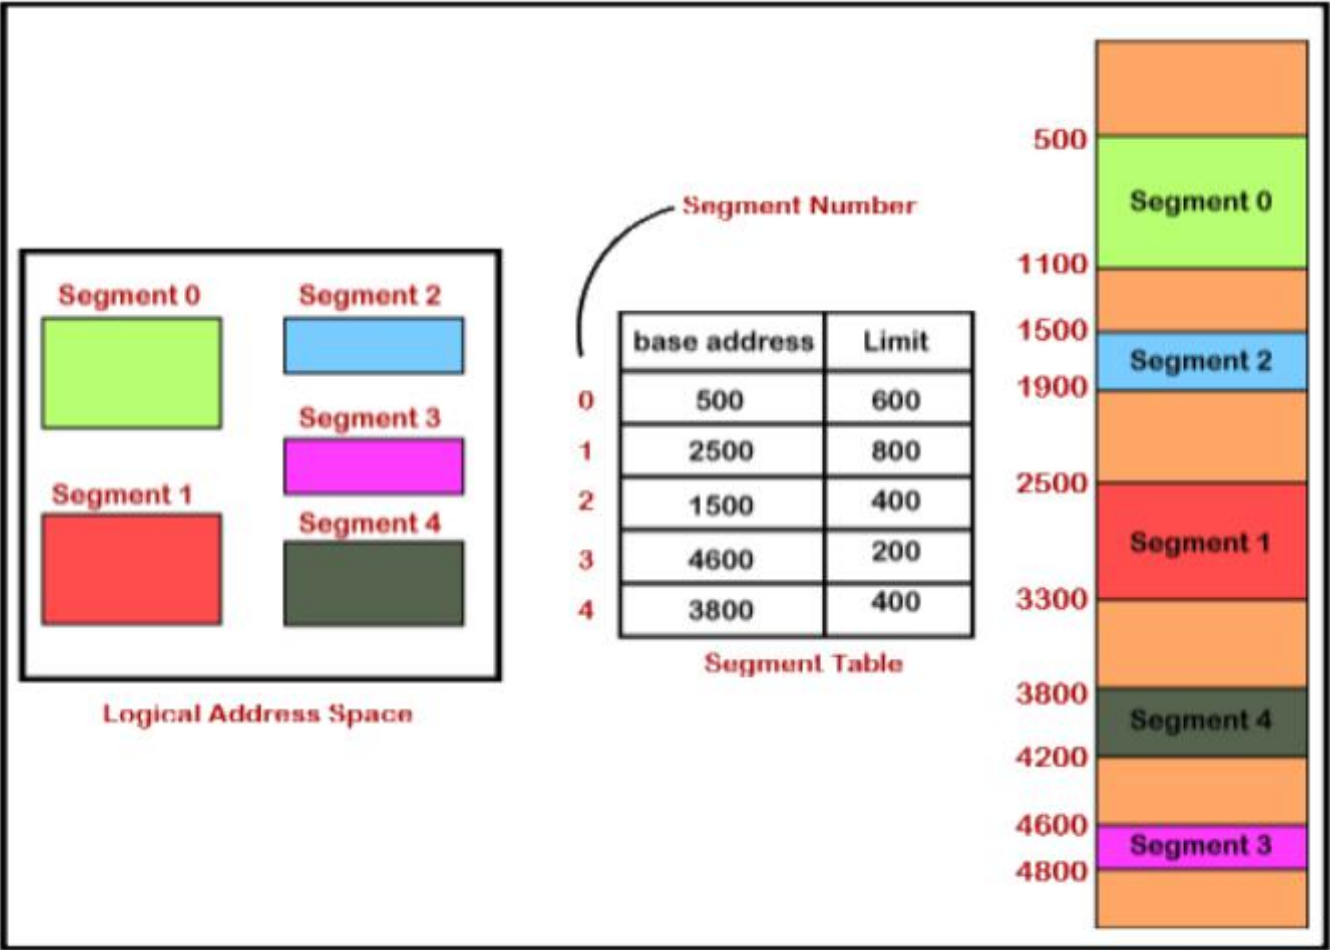 Segment 0
Segment 2
Segment 3
Segment 1
Segment 4
Logical Address Space
Segment Number
base address Limit
0 500 600
1 2500 800
2 1500 400
3 4600 200
4 3800 400
Segment Table
500
Segment 0
1100
1500
Segment 2
1900
2500
Segment 1
3300
3800
Segment 4
4200
4600
Segment 3
4800